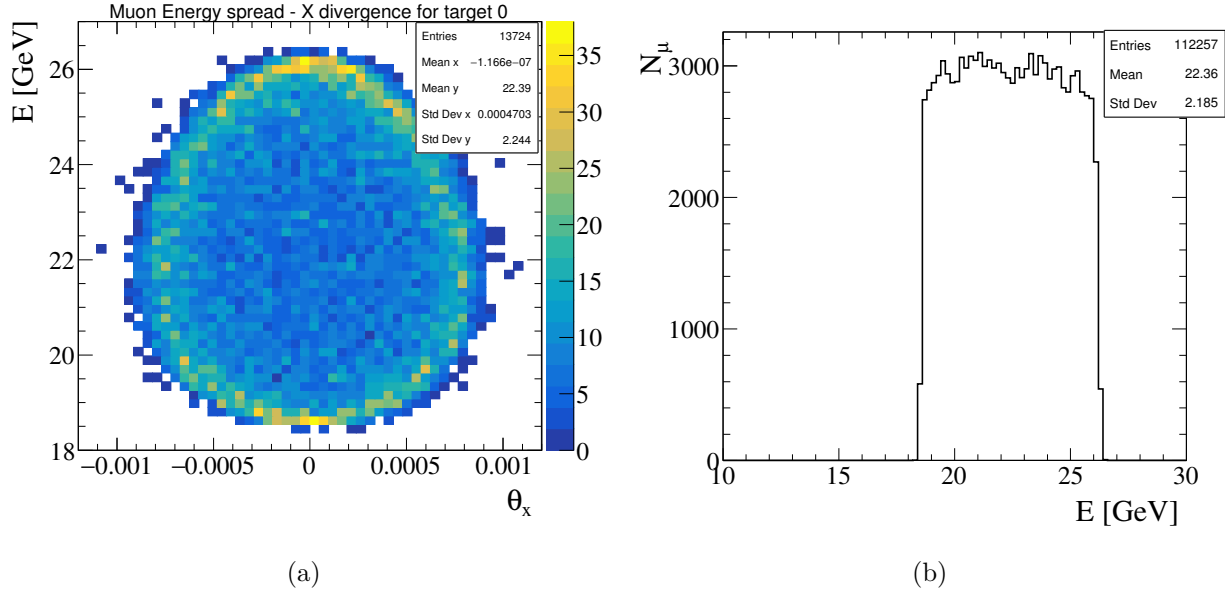 Muon Energy spread - X divergence for target 0
E [GeV]
26
24
22
20
18
−0.001 −0.0005 0 0.0005 0.001
θx
Entries 13724
Mean x −1.166e−07
Mean y 22.39
Std Dev x 0.0004703
Std Dev y 2.244
35
30
25
20
15
10
5
0
(a)
Nμ
3000
2000
1000
0
10 15 20 25 30
E [GeV]
Entries 112257
Mean 22.36
Std Dev 2.185
(b)